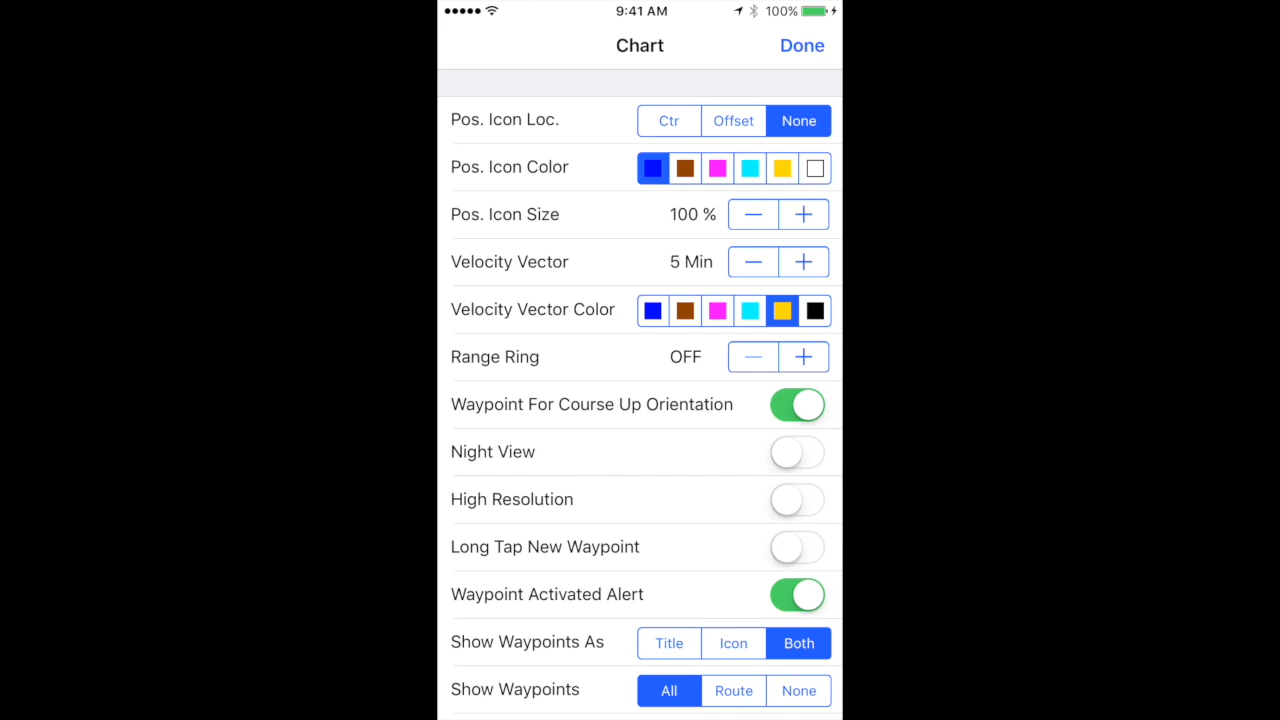 9:41 AM 100%
Chart Done
Pos. Icon Loc. Ctr Offset None
Pos. Icon Color
Pos. Icon Size 100 %
Velocity Vector 5 Min
Velocity Vector Color
Range Ring OFF
Waypoint For Course Up Orientation
Night View
High Resolution
Long Tap New Waypoint
Waypoint Activated Alert
Show Waypoints As Title Icon Both
Show Waypoints All Route None